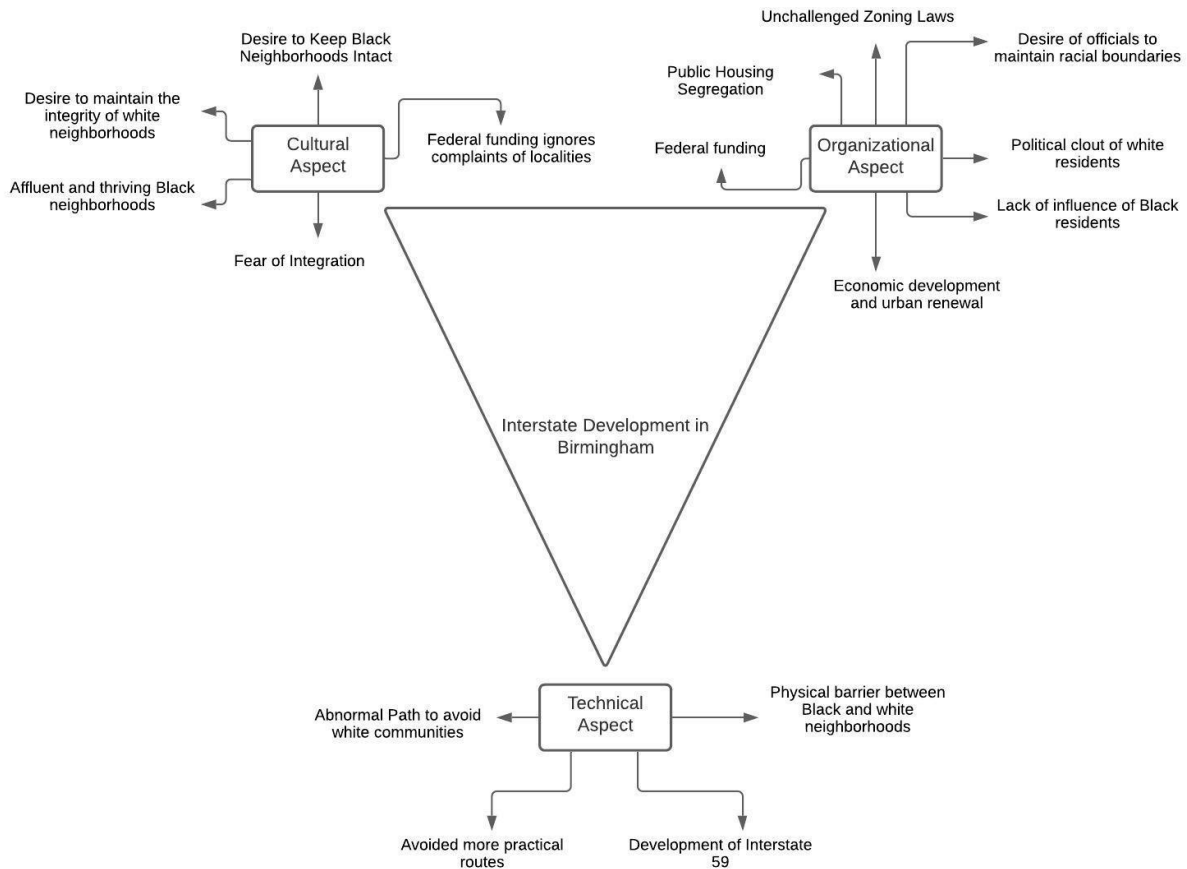 Desire to Keep Black
Neighborhoods Intact
Desire to maintain the
integrity of white
neighborhoods
Cultural
Aspect
Federal funding ignores
complaints of localities
Affluent and thriving Black
neighborhoods
Fear of Integration
Unchallenged Zoning Laws
Desire of officials to
maintain racial boundaries
Public Housing
Segregation
Federal funding
Organizational
Aspect
Political clout of white
residents
Lack of influence of Black
residents
Economic development
and urban renewal
Interstate Development in
Birmingham
Technical
Aspect
Abnormal Path to avoid
white communities
Physical barrier between
Black and white
neighborhoods
Avoided more practical
routes
Development of Interstate
59